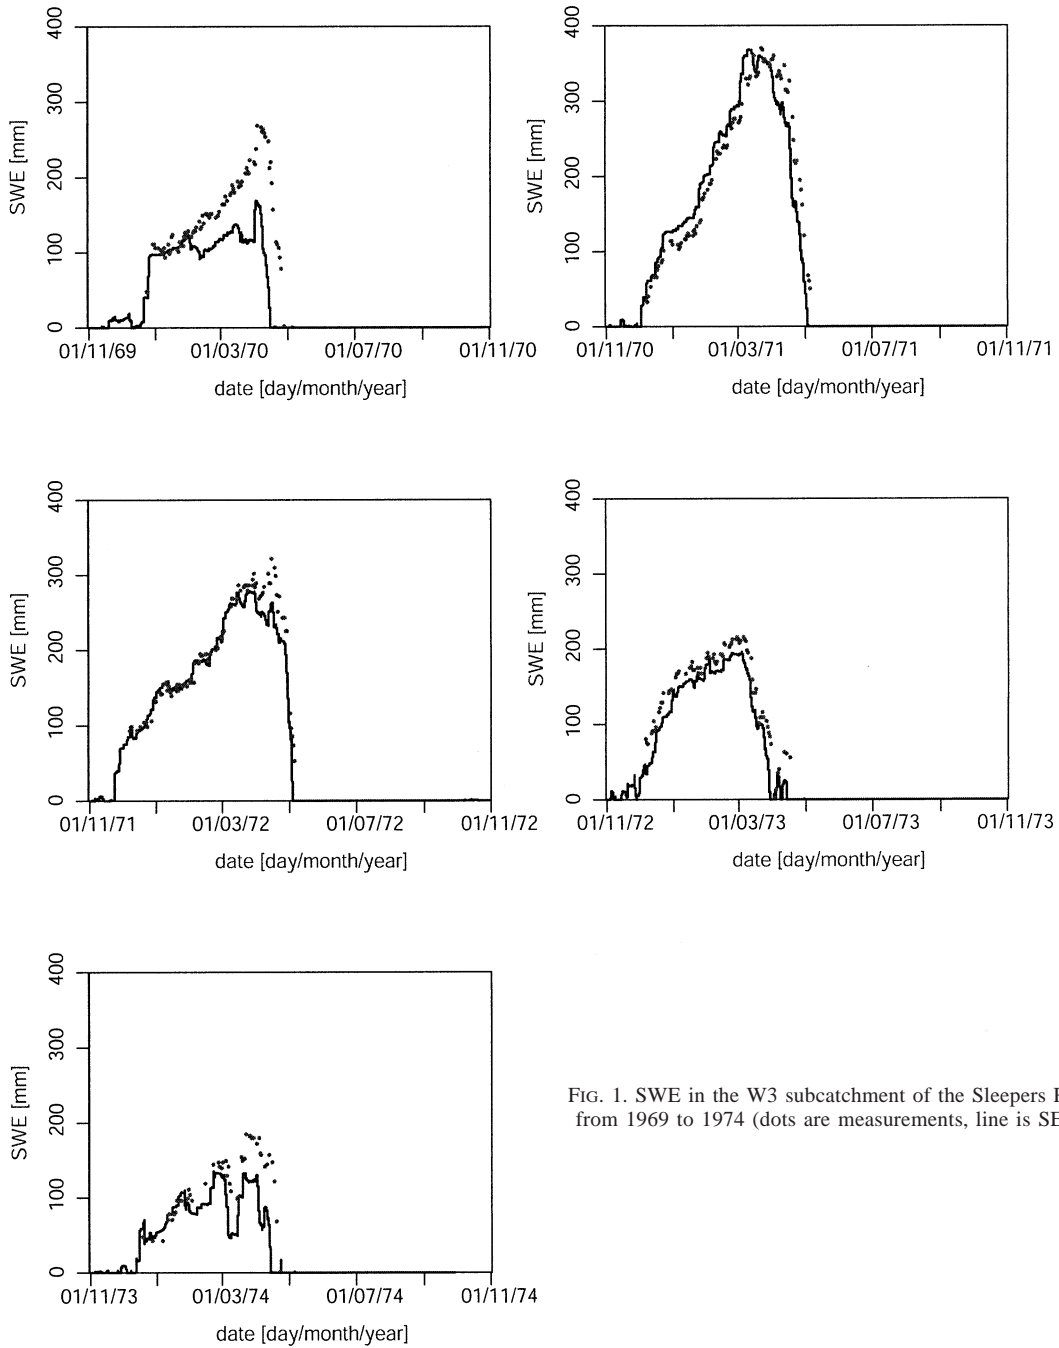 400
300
200
100
0
SWE [mm]
01/11/69 01/03/70 01/07/70 01/11/70
date [day/month/year]
400
300
200
100
0
SWE [mm]
01/11/70 01/03/71 01/07/71 01/11/71
date [day/month/year]
400
300
200
100
0
SWE [mm]
01/11/71 01/03/72 01/07/72 01/11/72
date [day/month/year]
400
300
200
100
0
SWE [mm]
01/11/72 01/03/73 01/07/73 01/11/73
date [day/month/year]
400
300
200
100
0
SWE [mm]
01/11/73 01/03/74 01/07/74 01/11/74
date [day/month/year]
FIG. 1. SWE in the W3 subcatchment of the Sleepers
from 1969 to 1974 (dots are measurements, line is